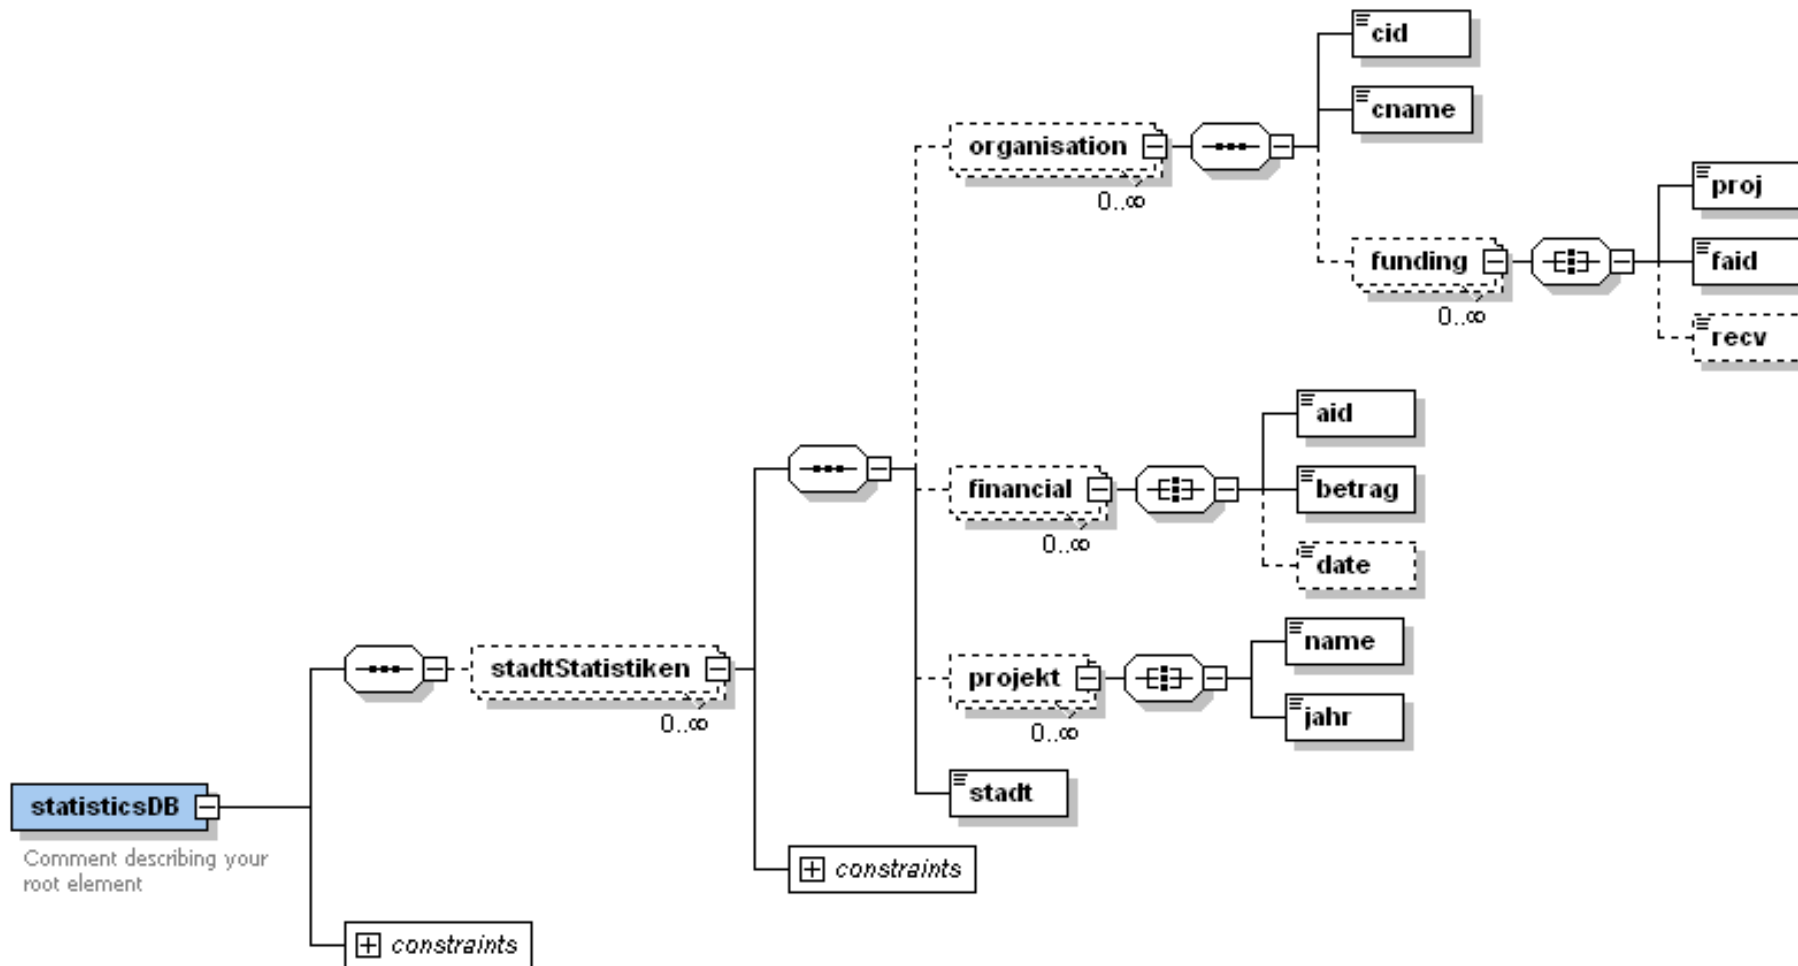 cid
cname
organisation
0..∞
proj
funding
faid
0..∞
recv
aid
financial
betrag
0..∞
date
name
stadtStatistiken
projekt
0..∞
jahr
0..∞
stadt
statisticsDB
Comment describing your
root element
constraints
constraints